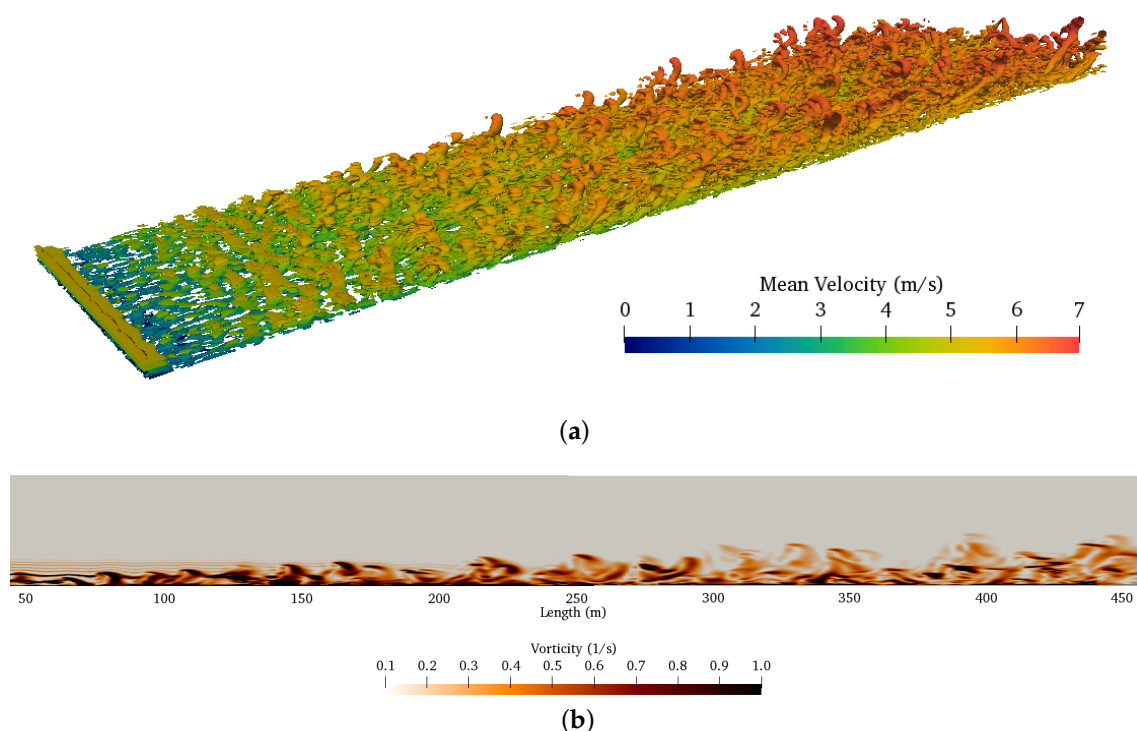 Mean Velocity (m/s)
0 1 2 3 4 5 6 7
(a)
50 100 150 200 250 300 350 400 450
Length (m)
Vorticity (1/s)
0.1 0.2 0.3 0.4 0.5 0.6 0.7 0.8 0.9 1.0
(b)